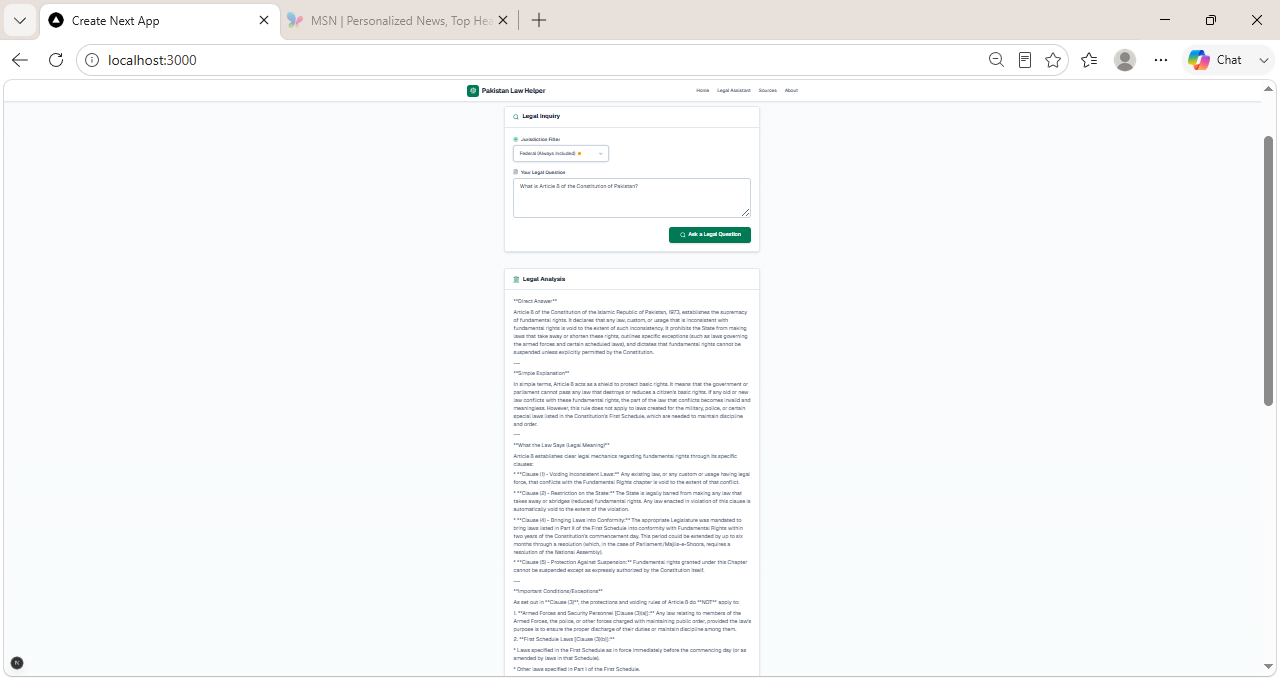 Create Next App
MSN | Personalized News, Top Hea
localhost:3000
Chat
Pakistan Law Helper
Home Legal Assistant Sources About
Legal Inquiry
Jurisdiction Filter
Federal (Always Included)
Your Legal Question
What is Article 8 of the Constitution of Pakistan?
Ask a Legal Question
Legal Analysis
**Direct Answer**
Article 8 of the Constitution of the Islamic Republic of Pakistan, 1973, establishes the supremacy
of fundamental rights. It declares that any law, custom, or usage that is inconsistent with
fundamental rights is void to the extent of such inconsistency. It prohibits the State from making
laws that take away or shorten these rights, outlines specific exceptions (such as laws governing
the armed forces and certain scheduled laws), and dictates that fundamental rights cannot be
suspended unless explicitly permitted by the Constitution.
---
**Simple Explanation**
In simple terms, Article 8 acts as a shield to protect basic rights. It means that the government or
parliament cannot pass any law that destroys or reduces a citizen's basic rights. If any old or new
law conflicts with these fundamental rights, the part of the law that conflicts becomes invalid and
meaningless. However, this rule does not apply to laws created for the military, police, or certain
special laws listed in the Constitution's First Schedule, which are needed to maintain discipline
and order.
---
**What the Law Says (Legal Meaning)**
Article 8 establishes clear legal mechanics regarding fundamental rights through its specific
clauses:
* **Clause (1) - Voiding Inconsistent Laws:** Any existing law, or any custom or usage having legal
force, that conflicts with the Fundamental Rights chapter is void to the extent of that conflict.
* **Clause (2) - Restriction on the State:** The State is legally barred from making any law that
takes away or abridges (reduces) fundamental rights. Any law enacted in violation of this clause is
automatically void to the extent of the violation.
* **Clause (4) - Bringing Laws into Conformity:** The appropriate Legislature was mandated to
bring laws listed in Part II of the First Schedule into conformity with Fundamental Rights within
two years of the Constitution's commencement day. This period could be extended by up to six
months through a resolution (which, in the case of Parliament/Majlis-e-Shoora, requires a
resolution of the National Assembly).
* **Clause (5) - Protection Against Suspension:** Fundamental rights granted under this Chapter
cannot be suspended except as expressly authorized by the Constitution itself.
---
**Important Conditions/Exceptions**
As set out in **Clause (3)**, the protections and voiding rules of Article 8 do **NOT** apply to:
1. **Armed Forces and Security Personnel [Clause (3)(a)]:** Any law relating to members of the
Armed Forces, the police, or other forces charged with maintaining public order, provided the law's
purpose is to ensure the proper discharge of their duties or maintain discipline among them.
2. **First Schedule Laws [Clause (3)(b)]:**
* Laws specified in the First Schedule as in force immediately before the commencing day (or as
amended by laws in that Schedule).
* Other laws specified in Part I of the First Schedule.
N